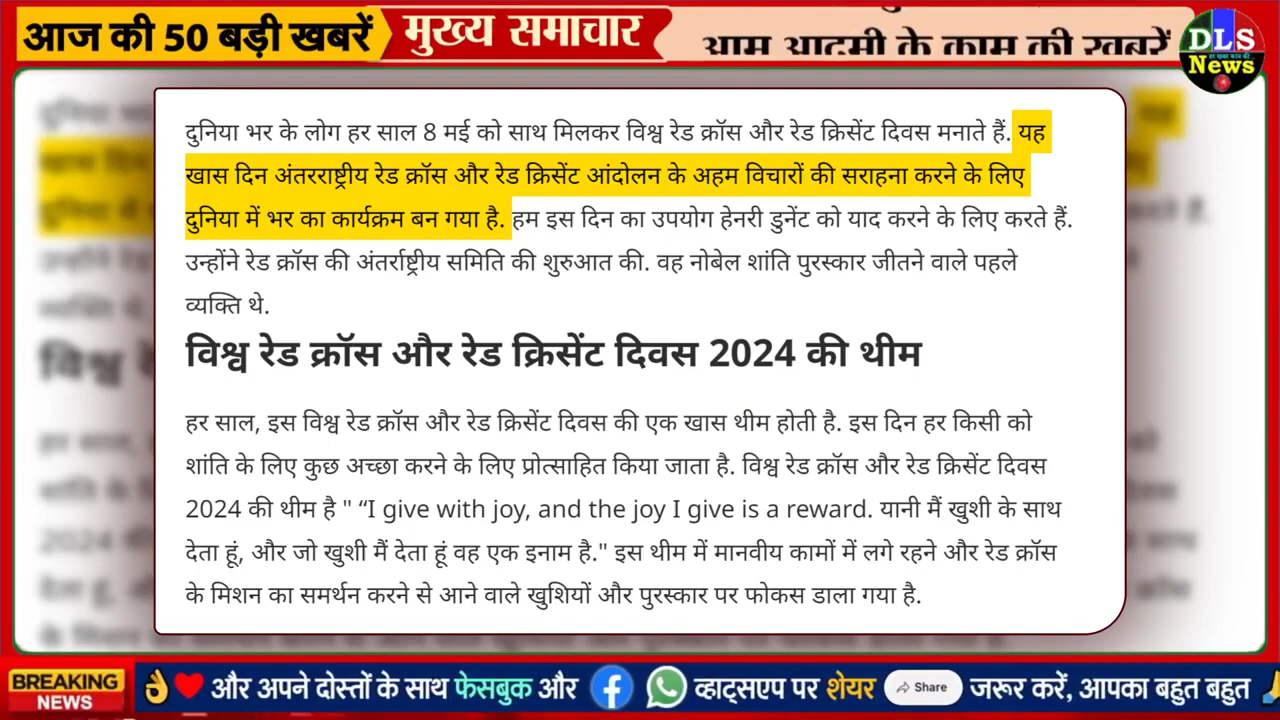 आज की 50 बड़ी खबरें
मुख्य समाचार
आम आदमी के काम की खबरें
DLS
News
दुनिया भर के लोग हर साल 8 मई को साथ मिलकर विश्व रेड क्रॉस और रेड क्रिसेंट दिवस मनाते हैं. यह
खास दिन अंतरराष्ट्रीय रेड क्रॉस और रेड क्रिसेंट आंदोलन के अहम विचारों की सराहना करने के लिए
दुनिया में भर का कार्यक्रम बन गया है. हम इस दिन का उपयोग हेनरी डुनेंट को याद करने के लिए करते हैं.
उन्होंने रेड क्रॉस की अंतर्राष्ट्रीय समिति की शुरुआत की. वह नोबेल शांति पुरस्कार जीतने वाले पहले
व्यक्ति थे.
विश्व रेड क्रॉस और रेड क्रिसेंट दिवस 2024 की थीम
हर साल, इस विश्व रेड क्रॉस और रेड क्रिसेंट दिवस की एक खास थीम होती है. इस दिन हर किसी को
शांति के लिए कुछ अच्छा करने के लिए प्रोत्साहित किया जाता है. विश्व रेड क्रॉस और रेड क्रिसेंट दिवस
2024 की थीम है " “I give with joy, and the joy I give is a reward. यानी मैं खुशी के साथ
देता हूं, और जो खुशी मैं देता हूं वह एक इनाम है." इस थीम में मानवीय कामों में लगे रहने और रेड क्रॉस
के मिशन का समर्थन करने से आने वाले खुशियों और पुरस्कार पर फोकस डाला गया है.
BREAKING
NEWS
और अपने दोस्तों के साथ फेसबुक और व्हाट्सएप पर शेयर Share जरूर करें, आपका बहुत बहुत